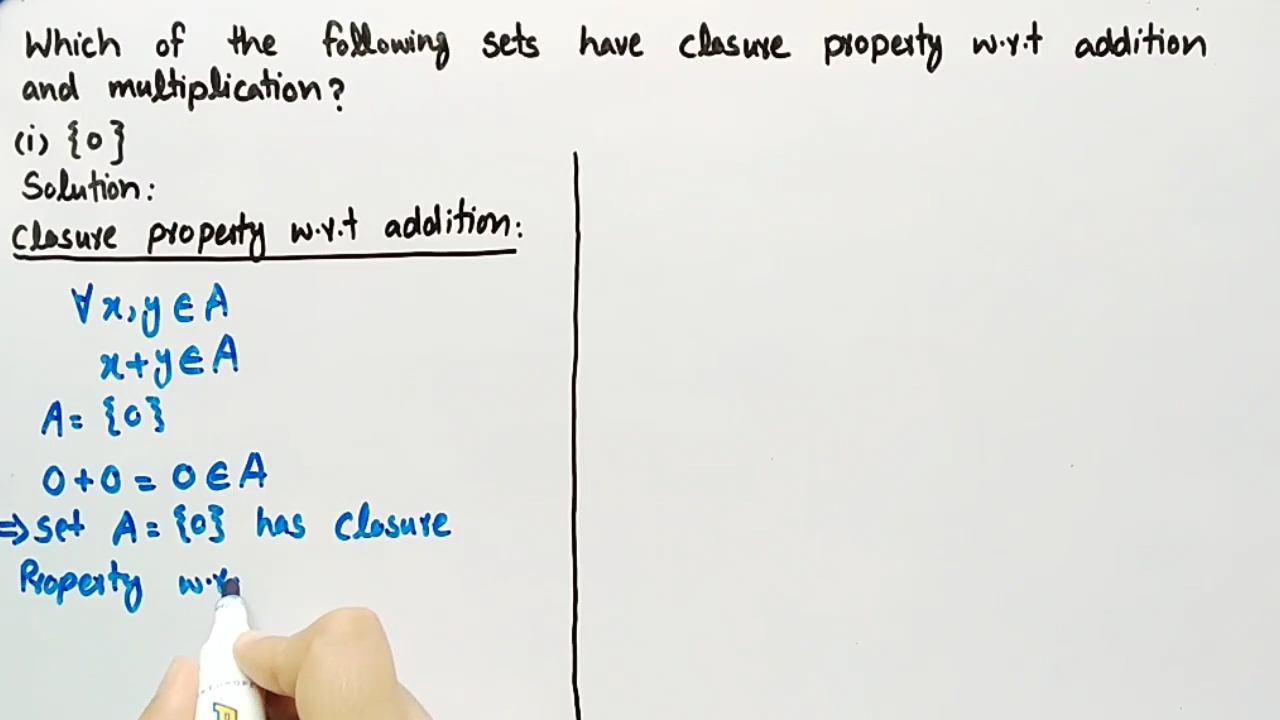 Which of the following sets have closure property w.r.t addition
and multiplication?
(i) {0}
Solution:
Closure property w.r.t addition:
∀ x, y ∈ A
x+y ∈ A
A = {0}
0+0 = 0 ∈ A
⇒ set A = {0} has closure
Property w.r